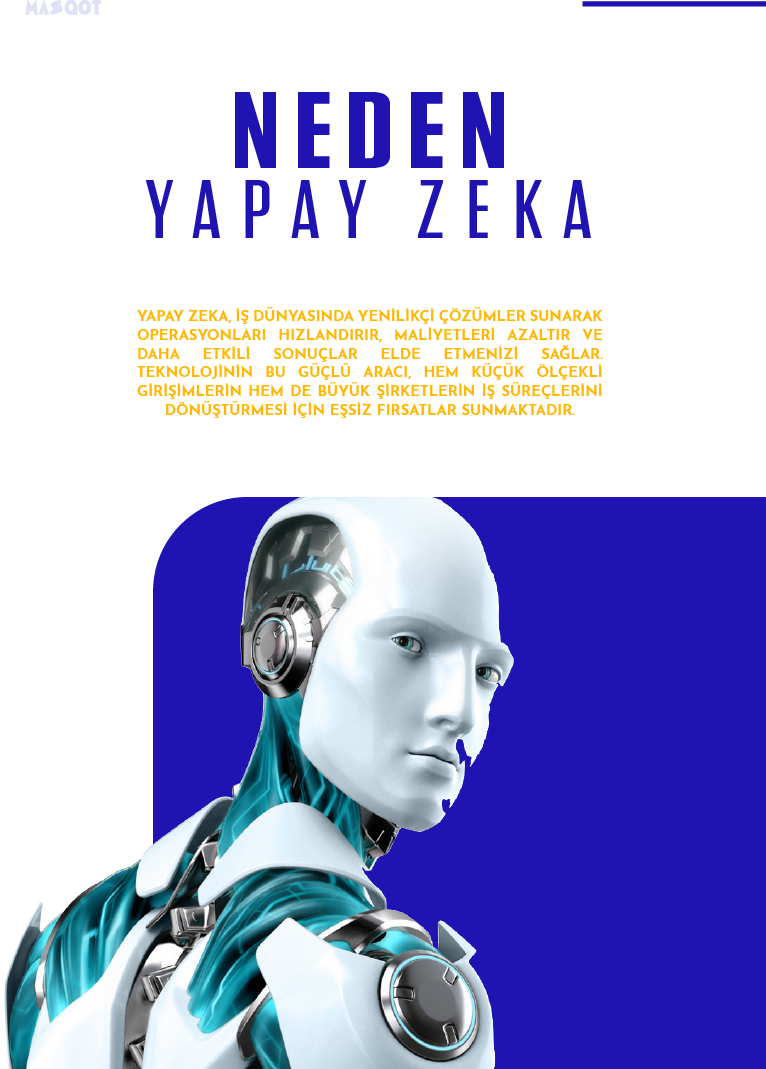 MASQOT
NEDEN
YAPAY ZEKA
YAPAY ZEKA, İŞ DÜNYASINDA YENİLİKÇİ ÇÖZÜMLER SUNARAK
OPERASYONLARI HIZLANDIRIR, MALİYETLERİ AZALTIR VE
DAHA ETKİLİ SONUÇLAR ELDE ETMENİZİ SAĞLAR.
TEKNOLOJİNİN BU GÜÇLÜ ARACI, HEM KÜÇÜK ÖLÇEKLİ
GİRİŞİMLERİN HEM DE BÜYÜK ŞİRKETLERİN İŞ SÜREÇLERİNİ
DÖNÜŞTÜRMESİ İÇİN EŞSİZ FIRSATLAR SUNMAKTADIR.